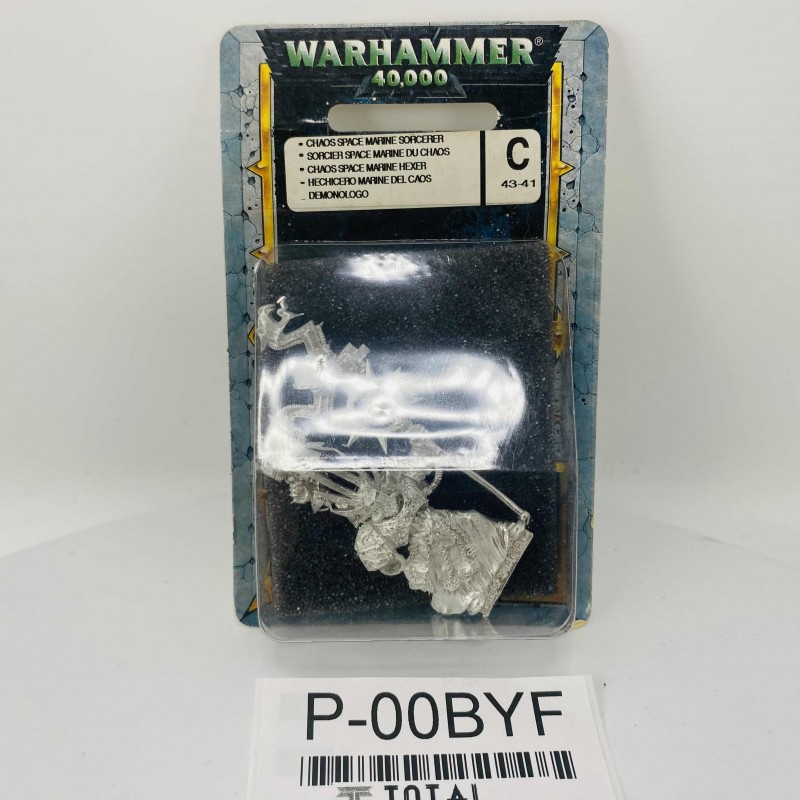 WARHAMMER®
40,000
• CHAOS SPACE MARINE SORCERER
• SORCIER SPACE MARINE DU CHAOS
• CHAOS SPACE MARINE HEXER
- HECHICERO MARINE DEL CAOS
_ DEMONOLOGO
C
43-41
P-00BYF
TOTAL